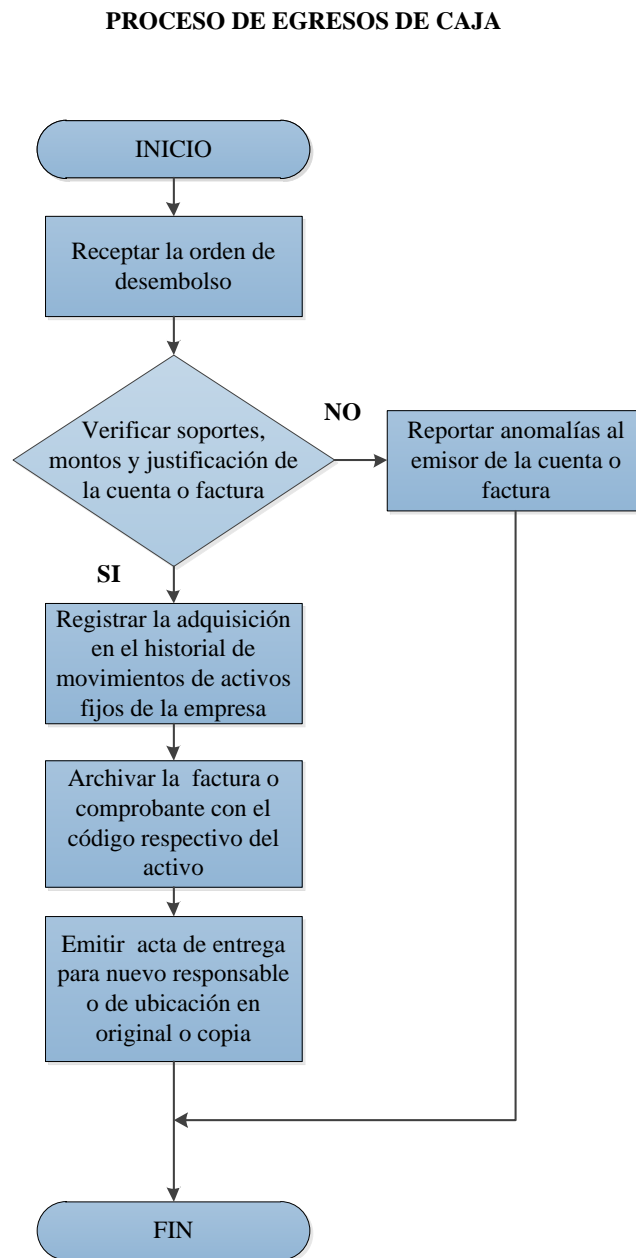 PROCESO DE EGRESOS DE CAJA
INICIO
Receptar la orden de
desembolso
Verificar soportes,
montos y justificación de
la cuenta o factura
NO
Reportar anomalías al
emisor de la cuenta o
factura
SI
Registrar la adquisición
en el historial de
movimientos de activos
fijos de la empresa
Archivar la factura o
comprobante con el
código respectivo del
activo
Emitir acta de entrega
para nuevo responsable
o de ubicación en
original o copia
FIN